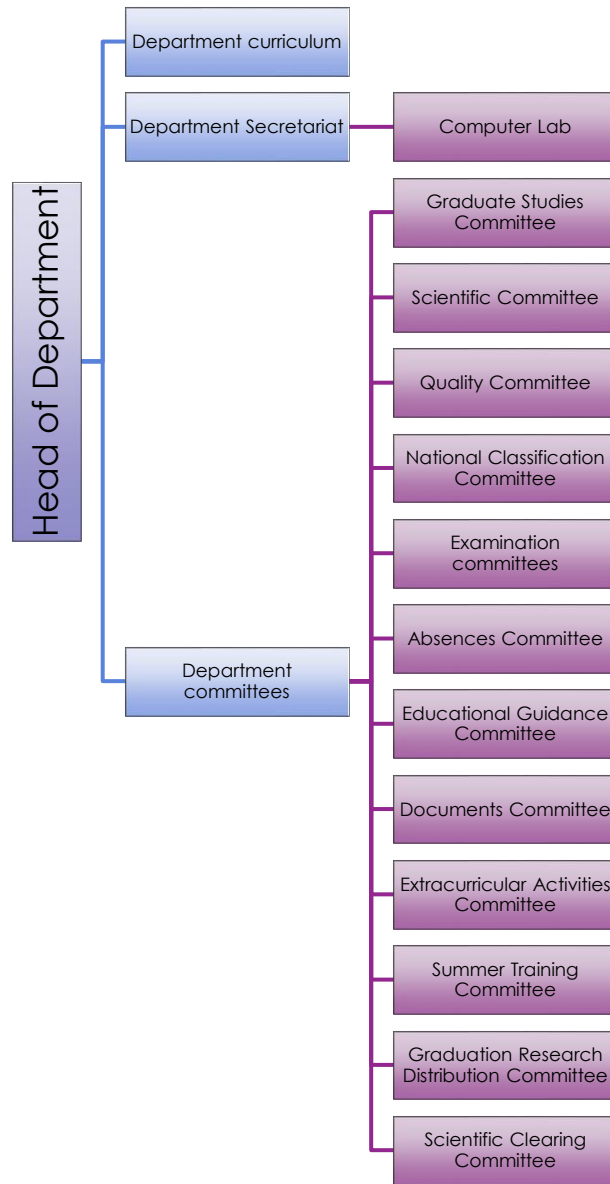 Head of Department
Department curriculum
Department Secretariat
Department
committees
Computer Lab
Graduate Studies
Committee
Scientific Committee
Quality Committee
National Classification
Committee
Examination
committees
Absences Committee
Educational Guidance
Committee
Documents Committee
Extracurricular Activities
Committee
Summer Training
Committee
Graduation Research
Distribution Committee
Scientific Clearing
Committee